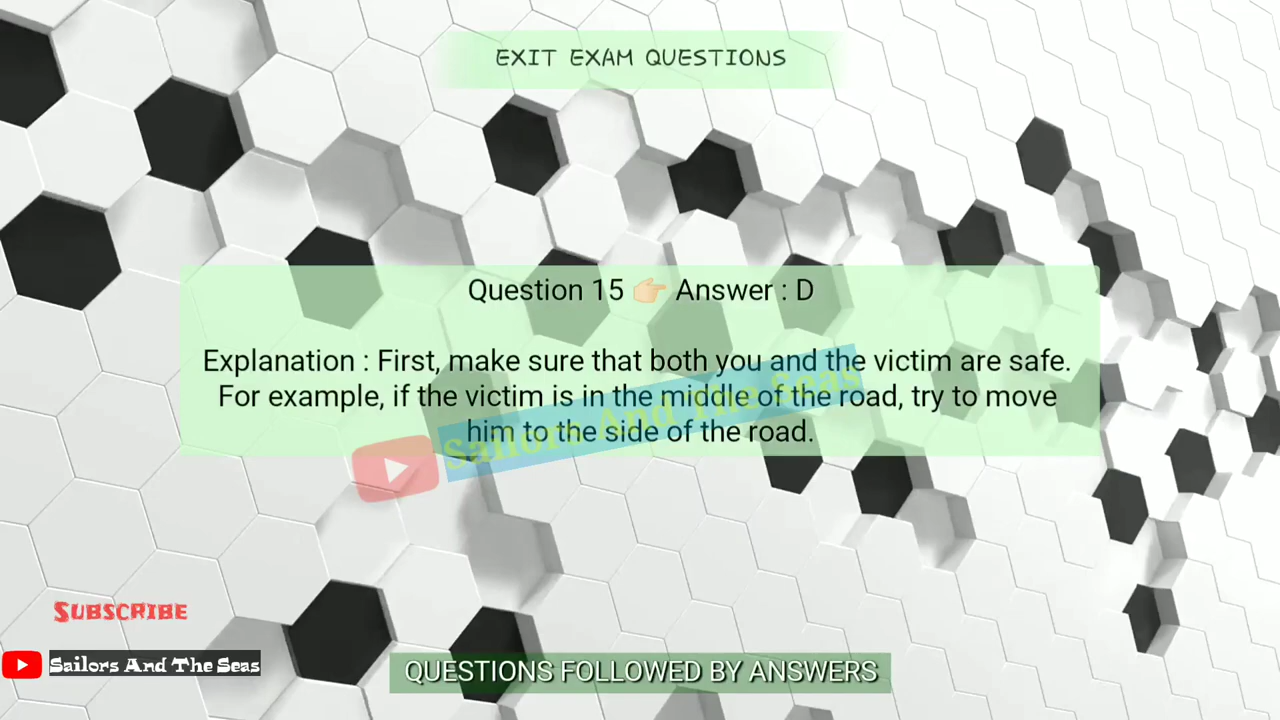 EXIT EXAM QUESTIONS
Question 15 👉 Answer : D
Explanation : First, make sure that both you and the victim are safe.
For example, if the victim is in the middle of the road, try to move
him to the side of the road.
Sailors And The Seas
SUBSCRIBE
Sailors And The Seas
QUESTIONS FOLLOWED BY ANSWERS